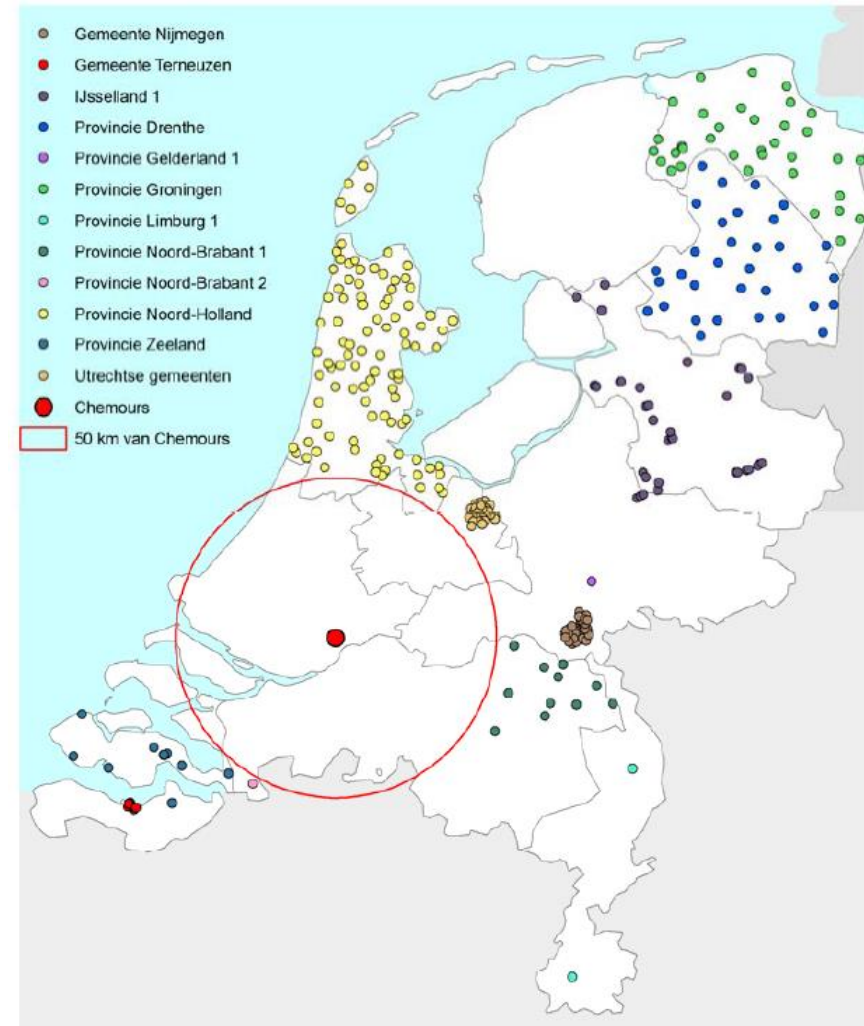 Gemeente Nijmegen
Gemeente Terneuzen
IJsselland 1
Provincie Drenthe
Provincie Gelderland 1
Provincie Groningen
Provincie Limburg 1
Provincie Noord-Brabant 1
Provincie Noord-Brabant 2
Provincie Noord-Holland
Provincie Zeeland
Utrechtse gemeenten
Chemours
50 km van Chemours